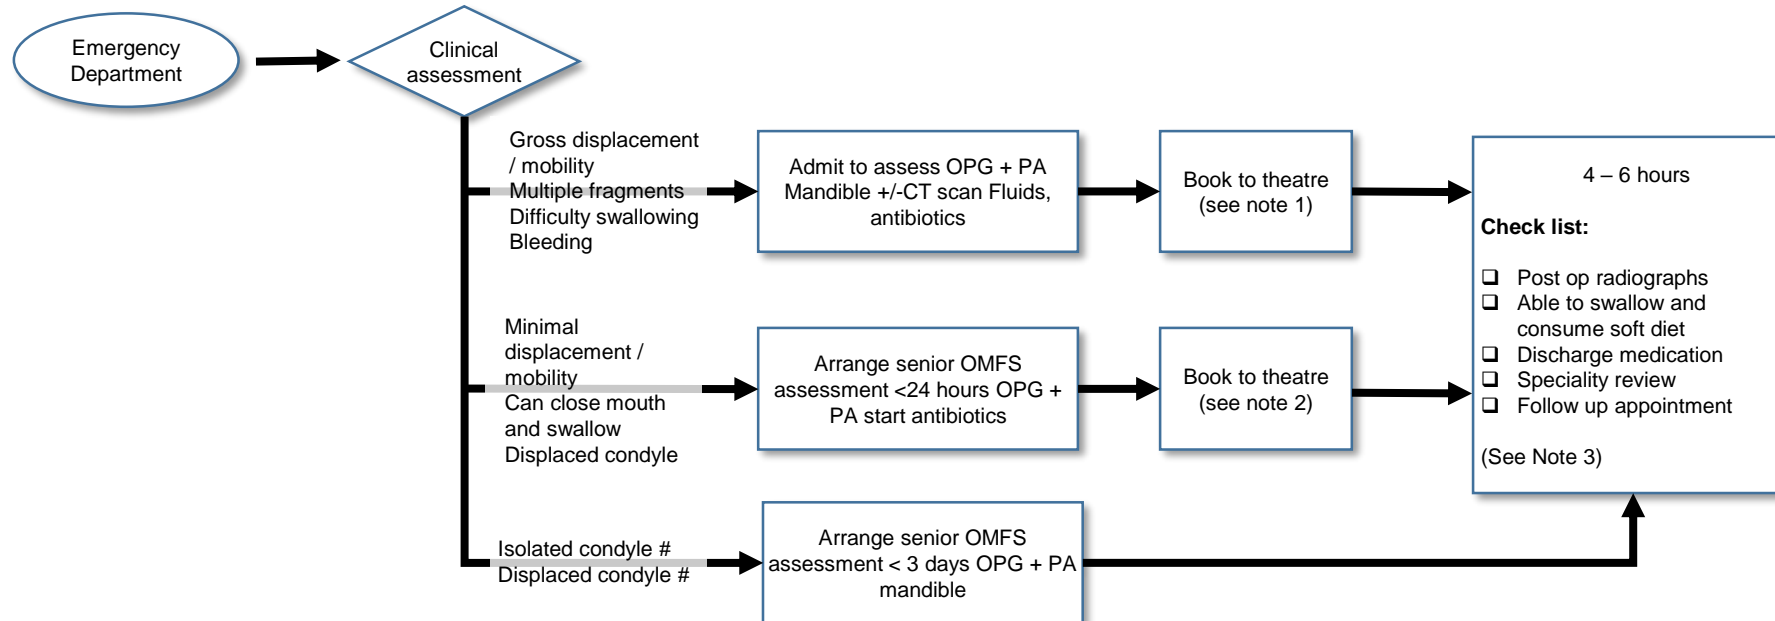 Emergency
Department
Clinical
assessment
Gross displacement
/ mobility
Multiple fragments
Difficulty swallowing
Bleeding
Admit to assess OPG + PA
Mandible +/-CT scan Fluids,
antibiotics
Book to theatre
(see note 1)
4 – 6 hours
Check list:
❑ Post op radiographs
❑ Able to swallow and
consume soft diet
❑ Discharge medication
❑ Speciality review
❑ Follow up appointment
(See Note 3)
Minimal
displacement /
mobility
Can close mouth
and swallow
Displaced condyle
Arrange senior OMFS
assessment <24 hours OPG +
PA start antibiotics
Book to theatre
(see note 2)
Isolated condyle #
Displaced condyle #
Arrange senior OMFS
assessment < 3 days OPG + PA
mandible